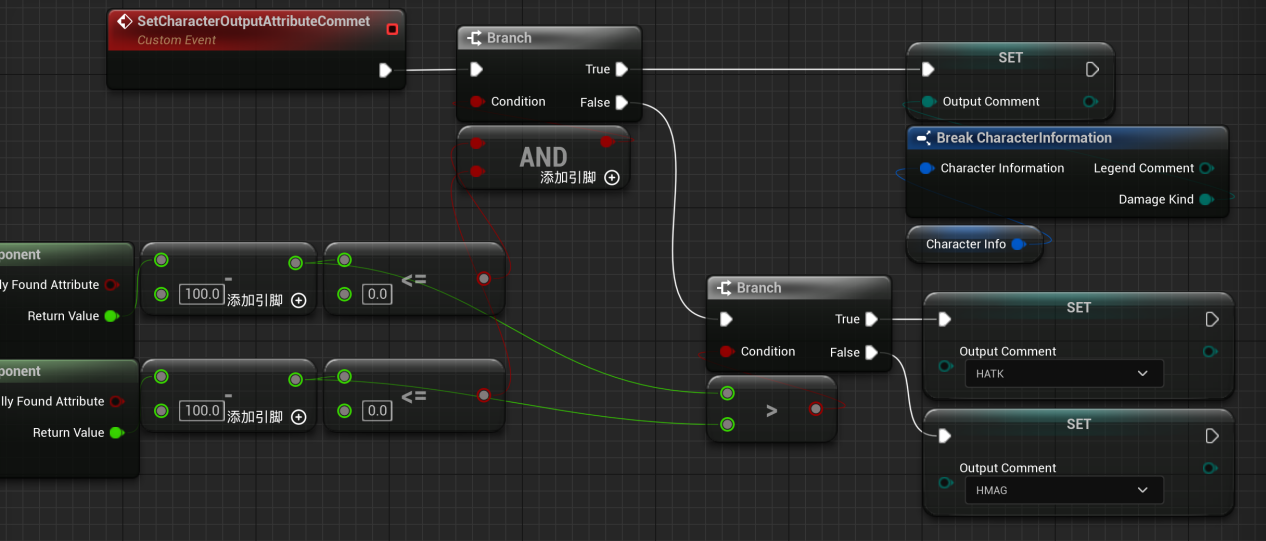 SetCharacterOutputAttributeCommet
Custom Event
Branch
True
Condition
False
AND
添加引脚
SET
Output Comment
Break CharacterInformation
Character Information
Legend Comment
Damage Kind
Character Info
ponent
lly Found Attribute
Return Value
-
100.0
添加引脚
<=
0.0
ponent
lly Found Attribute
Return Value
-
100.0
添加引脚
<=
0.0
Branch
True
Condition
False
>
SET
Output Comment
HATK
SET
Output Comment
HMAG